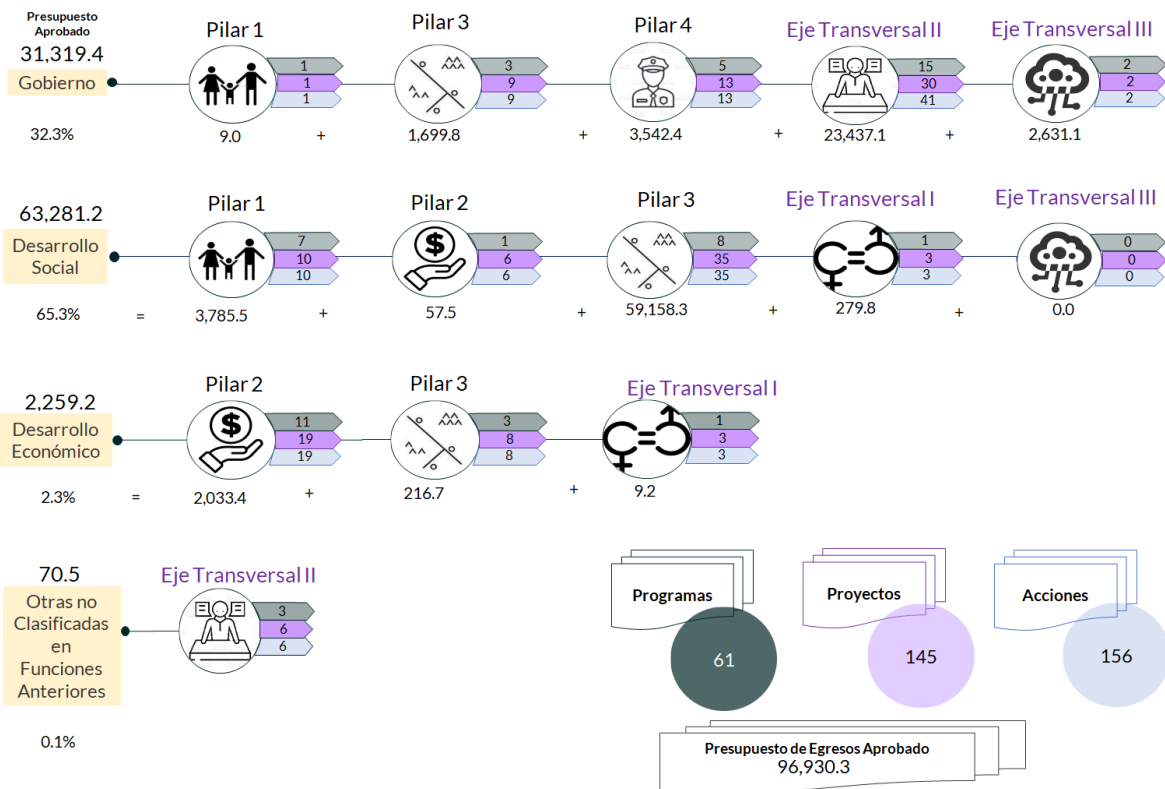 Presupuesto
Aprobado
31,319.4
Gobierno
32.3%
Pilar 1
1
1
1
9.0
+
Pilar 3
3
9
9
1,699.8
+
Pilar 4
5
13
13
3,542.4
+
Eje Transversal II
15
30
41
23,437.1
+
Eje Transversal III
2
2
2
2,631.1
63,281.2
Desarrollo
Social
65.3%
=
Pilar 1
7
10
10
3,785.5
+
Pilar 2
1
6
6
57.5
+
Pilar 3
8
35
35
59,158.3
+
Eje Transversal I
1
3
3
279.8
+
Eje Transversal III
0
0
0
0.0
2,259.2
Desarrollo
Económico
2.3%
=
Pilar 2
11
19
19
2,033.4
+
Pilar 3
3
8
8
216.7
+
Eje Transversal I
1
3
3
9.2
70.5
Otras no
Clasificadas
en
Funciones
Anteriores
0.1%
Eje Transversal II
3
6
6
Programas
61
Proyectos
145
Acciones
156
Presupuesto de Egresos Aprobado
96,930.3